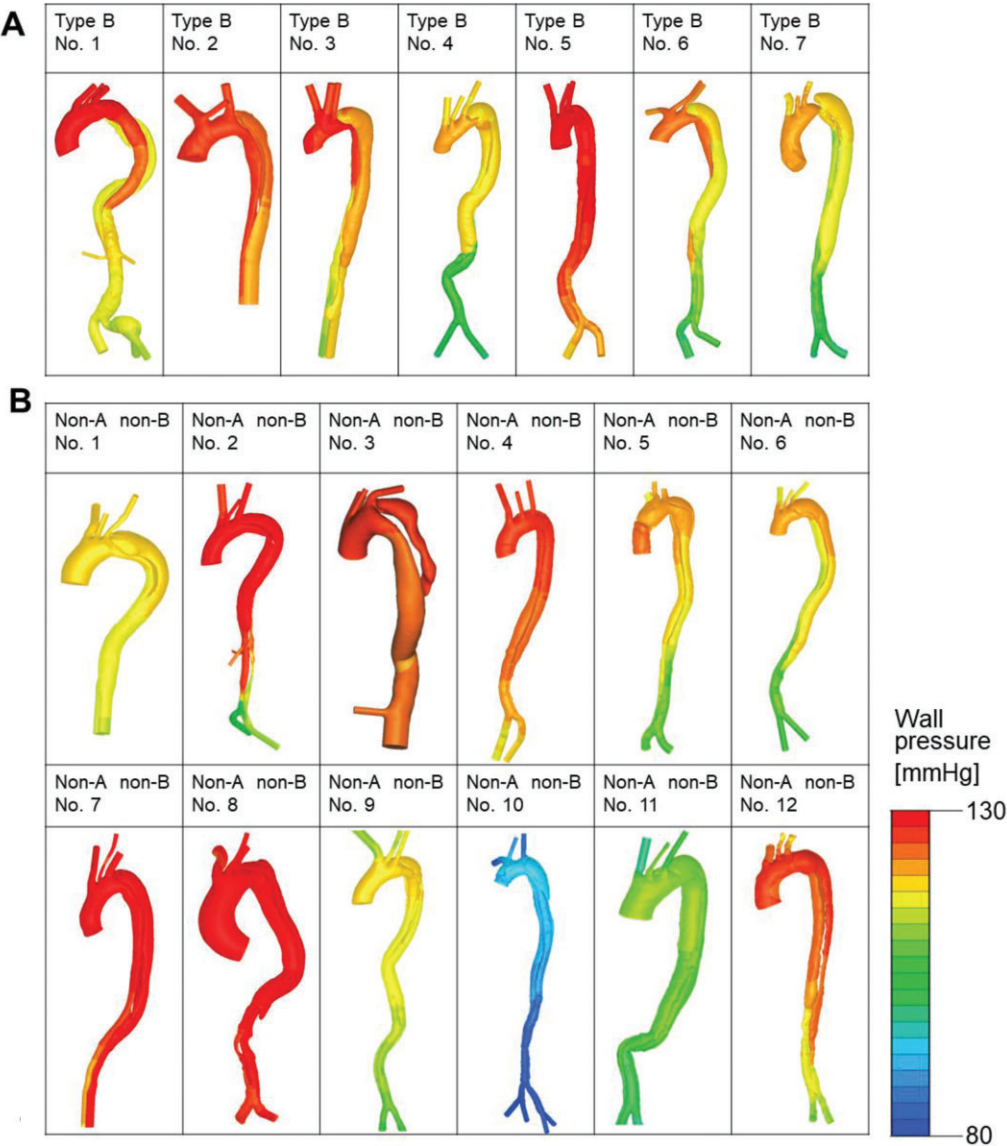 A
Type B
No. 1
Type B
No. 2
Type B
No. 3
Type B
No. 4
Type B
No. 5
Type B
No. 6
Type B
No. 7
B
Non-A non-B
No. 1
Non-A non-B
No. 2
Non-A non-B
No. 3
Non-A non-B
No. 4
Non-A non-B
No. 5
Non-A non-B
No. 6
Non-A non-B
No. 7
Non-A non-B
No. 8
Non-A non-B
No. 9
Non-A non-B
No. 10
Non-A non-B
No. 11
Non-A non-B
No. 12
Wall
pressure
[mmHg]
130
80